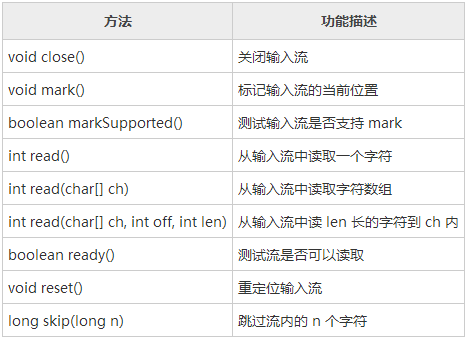 方法 功能描述
void close() 关闭输入流
void mark() 标记输入流的当前位置
boolean markSupported() 测试输入流是否支持 mark
int read() 从输入流中读取一个字符
int read(char[] ch) 从输入流中读取字符数组
int read(char[] ch, int off, int len) 从输入流中读 len 长的字符到 ch 内
boolean ready() 测试流是否可以读取
void reset() 重定位输入流
long skip(long n) 跳过流内的 n 个字符